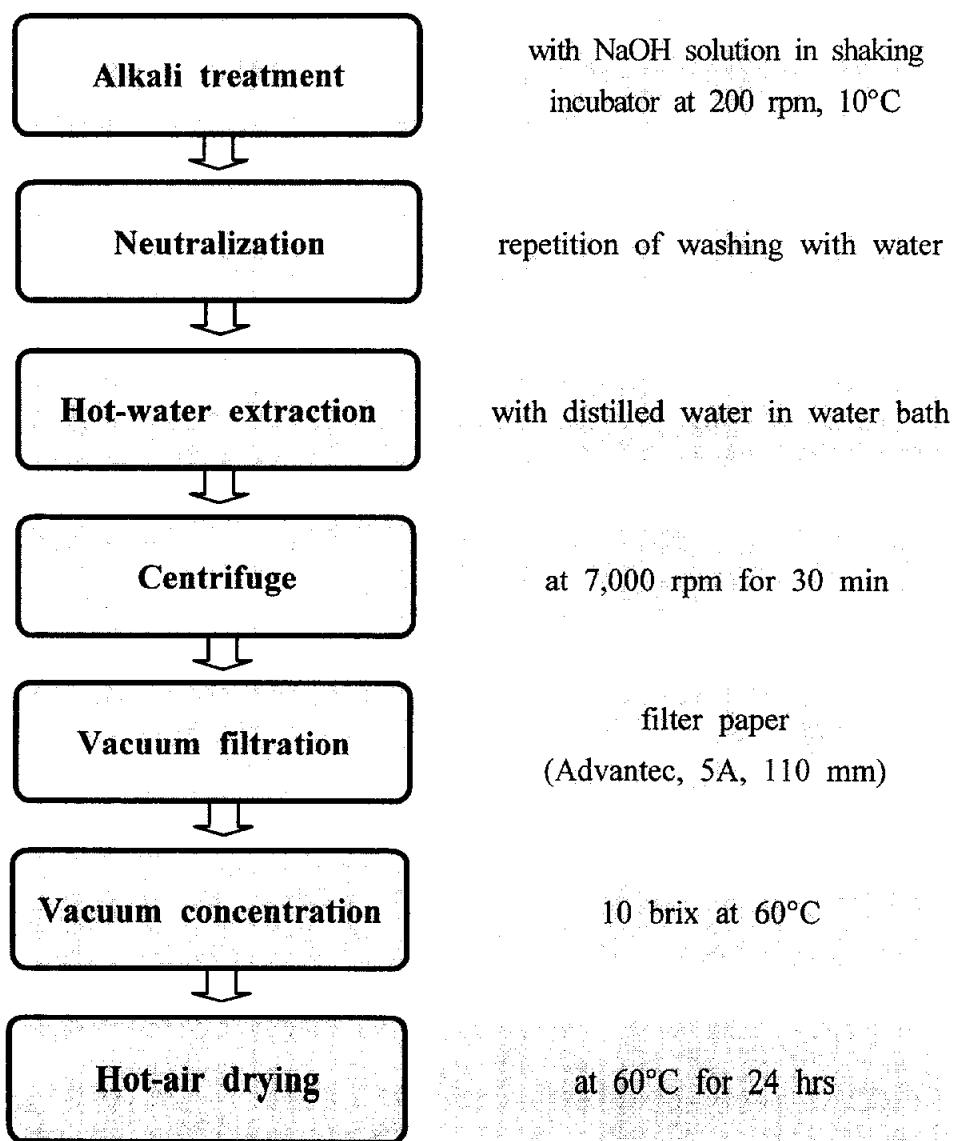 Alkali treatment
with NaOH solution in shaking
incubator at 200 rpm, 10°C
Neutralization
repetition of washing with water
Hot-water extraction
with distilled water in water bath
Centrifuge
at 7,000 rpm for 30 min
Vacuum filtration
filter paper
(Advantec, 5A, 110 mm)
Vacuum concentration
10 brix at 60°C
Hot-air drying
at 60°C for 24 hrs